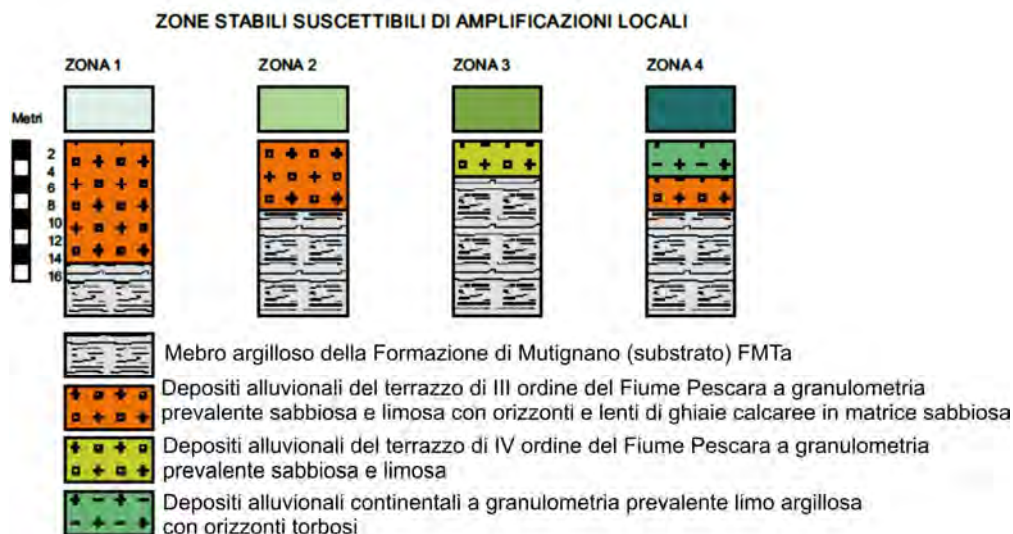 ZONE STABILI SUSCETTIBILI DI AMPLIFICAZIONI LOCALI
ZONA 1 ZONA 2 ZONA 3 ZONA 4
Metri
2
4
6
8
10
12
14
16
Mebro argilloso della Formazione di Mutignano (substrato) FMTa
Depositi alluvionali del terrazzo di III ordine del Fiume Pescara a granulometria
prevalente sabbiosa e limosa con orizzonti e lenti di ghiaie calcaree in matrice sabbiosa
Depositi alluvionali del terrazzo di IV ordine del Fiume Pescara a granulometria
prevalente sabbiosa e limosa
Depositi alluvionali continentali a granulometria prevalente limo argillosa
con orizzonti torbosi